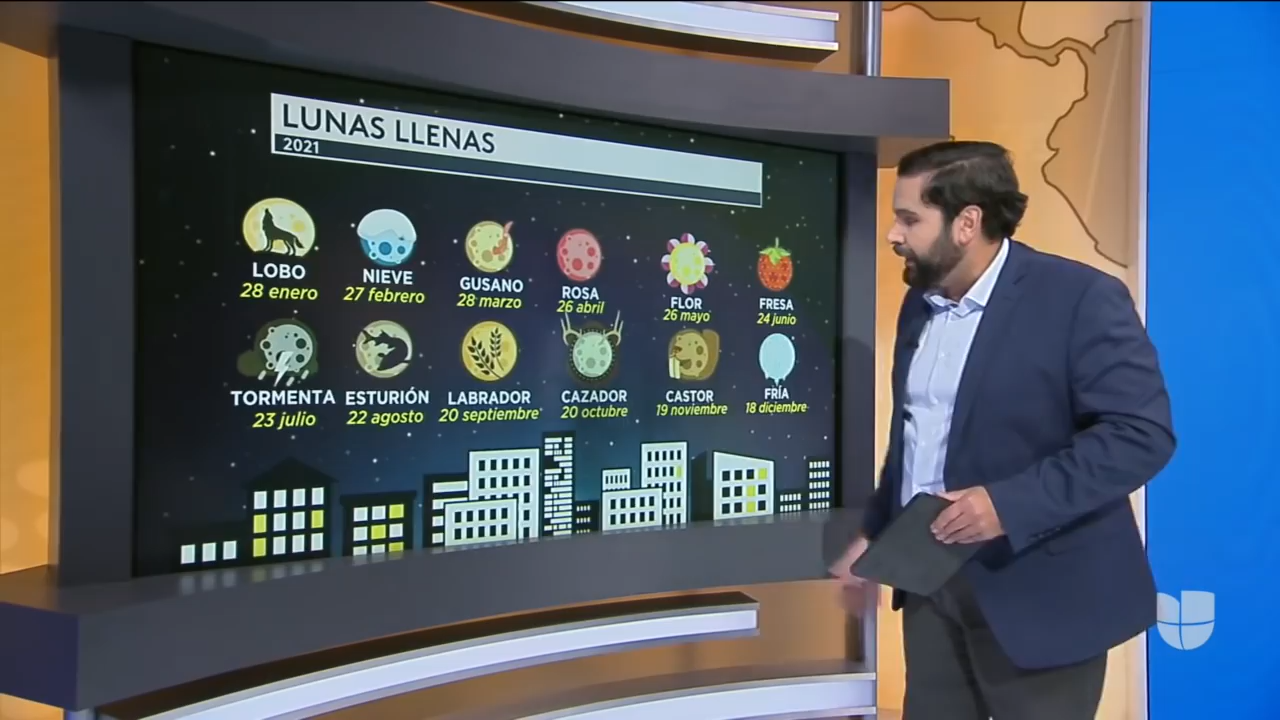 LUNAS LLENAS
2021
LOBO
28 enero
NIEVE
27 febrero
GUSANO
28 marzo
ROSA
26 abril
FLOR
26 mayo
FRESA
24 junio
TORMENTA
23 julio
ESTURIÓN
22 agosto
LABRADOR
20 septiembre
CAZADOR
20 octubre
CASTOR
19 noviembre
FRÍA
18 diciembre